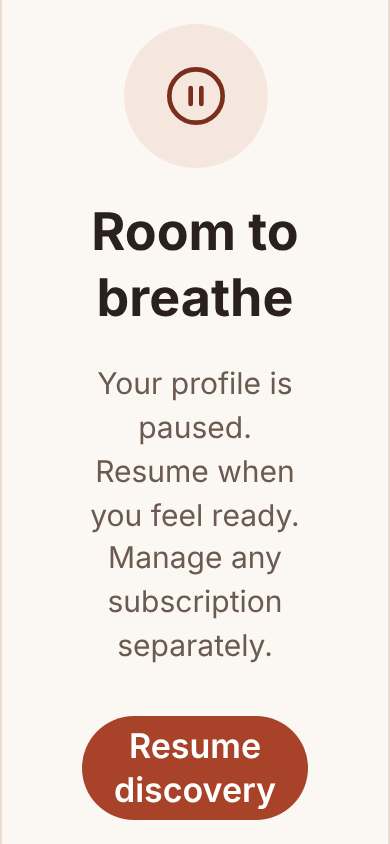 Room to
breathe
Your profile is
paused.
Resume when
you feel ready.
Manage any
subscription
separately.
Resume
discovery